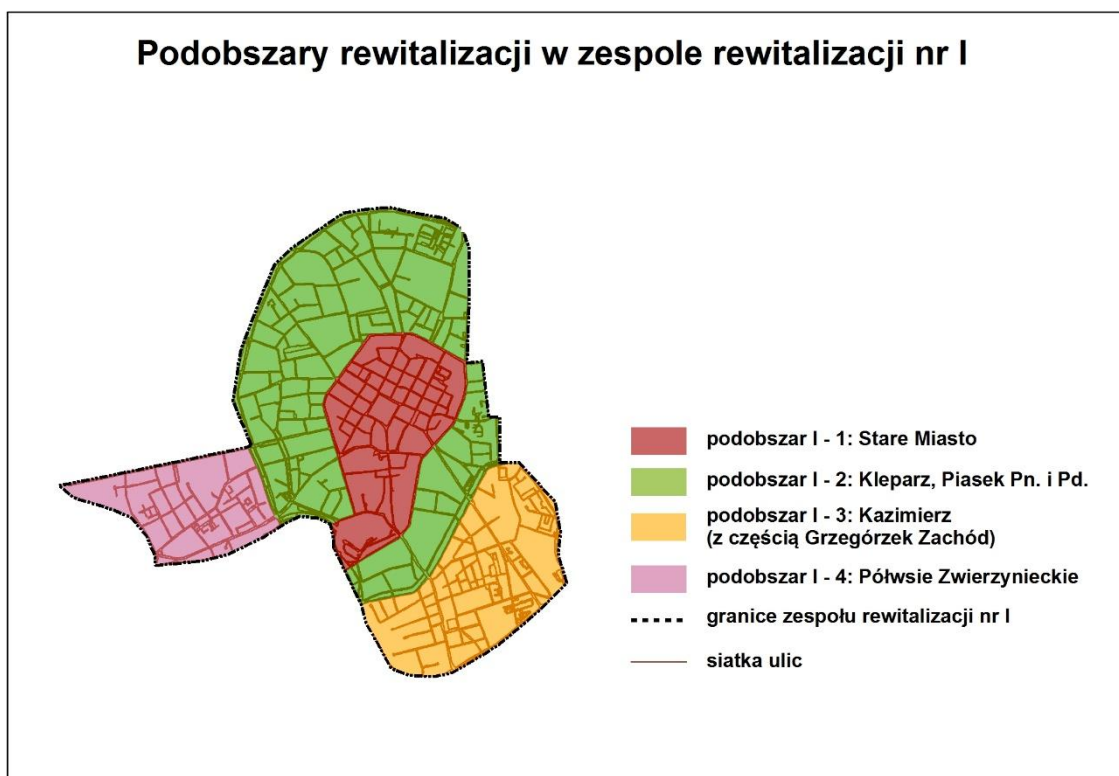 Podobszary rewitalizacji w zespole rewitalizacji nr I
podobszar I - 1: Stare Miasto
podobszar I - 2: Kleparz, Piasek Pn. i Pd.
podobszar I - 3: Kazimierz
(z częścią Grzegórzek Zachód)
podobszar I - 4: Półwsie Zwierzynieckie
granice zespołu rewitalizacji nr I
siatka ulic